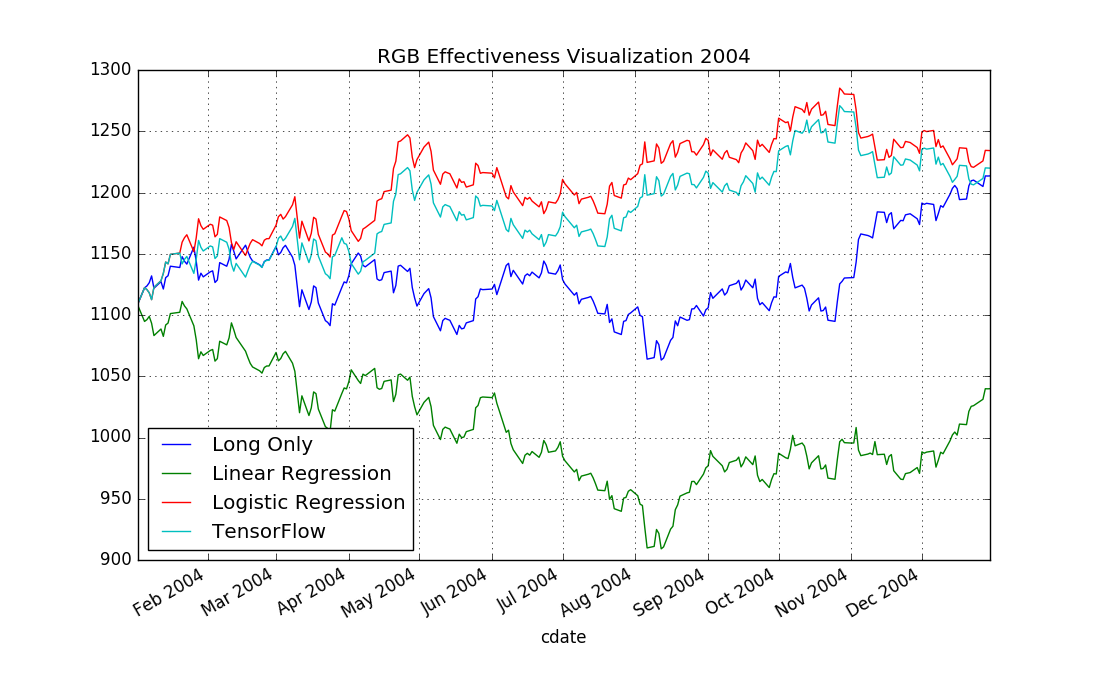 RGB Effectiveness Visualization 2004
1300
1250
1200
1150
1100
1050
1000
950
900
Long Only
Linear Regression
Logistic Regression
TensorFlow
Feb 2004
Mar 2004
Apr 2004
May 2004
Jun 2004
Jul 2004
Aug 2004
Sep 2004
Oct 2004
Nov 2004
Dec 2004
cdate